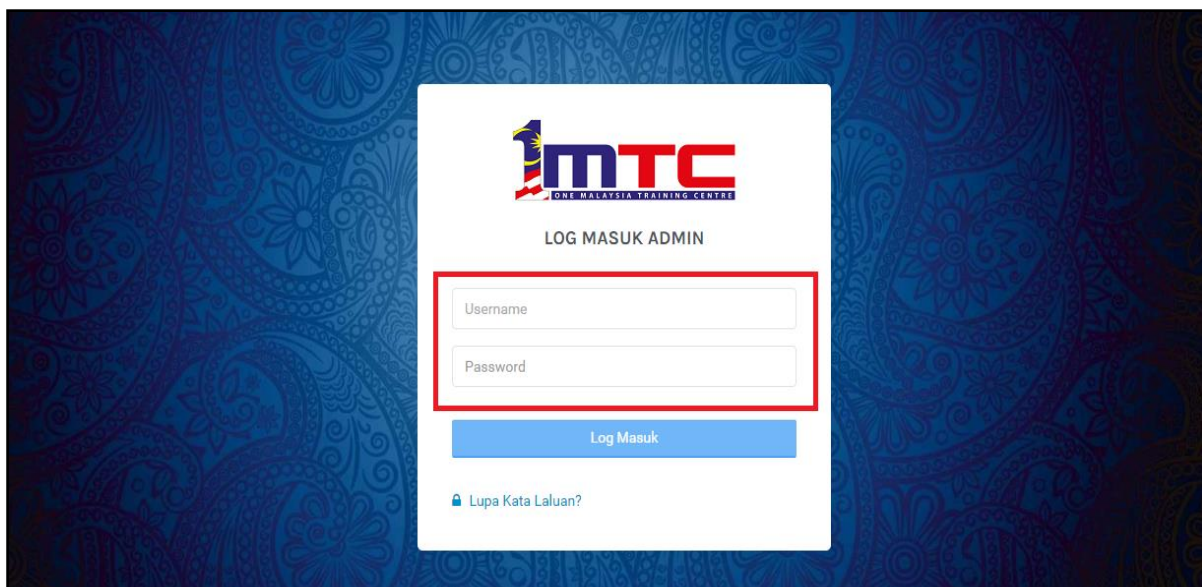 1MTC
ONE MALAYSIA TRAINING CENTRE
LOG MASUK ADMIN
Username
Password
Log Masuk
Lupa Kata Laluan?